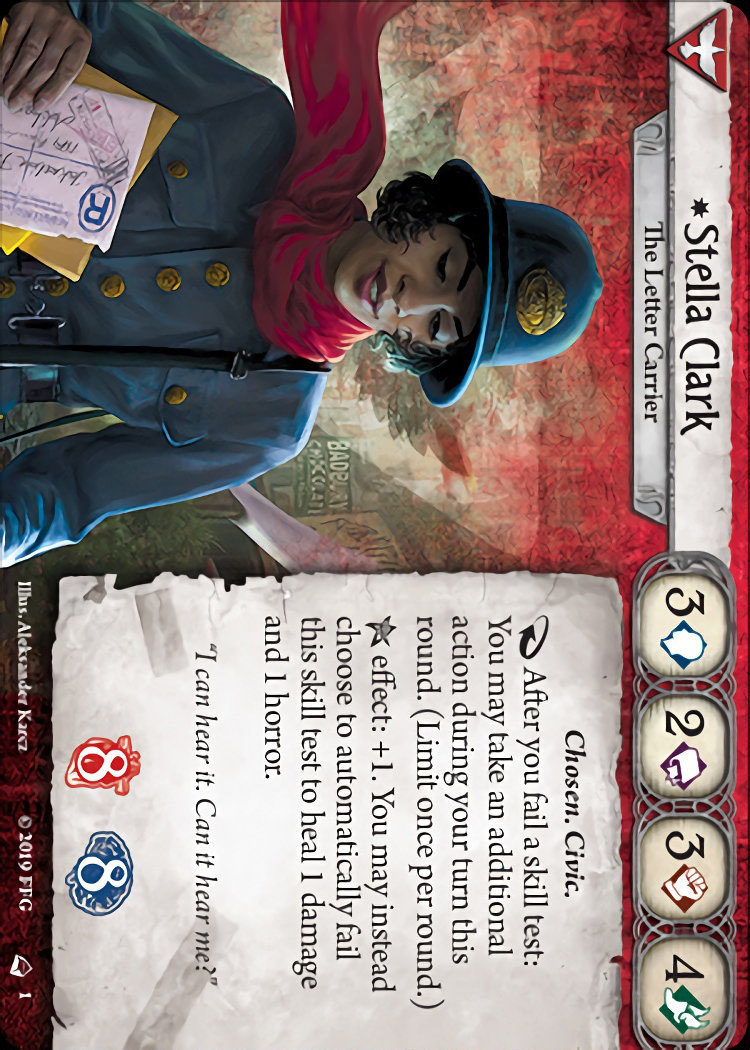 *Stella Clark
The Letter Carrier
3
2
3
4
Chosen. Civic.
After you fail a skill test:
You may take an additional
action during your turn this
round. (Limit once per round.)
effect: +1. You may instead
choose to automatically fail
this skill test to heal 1 damage
and 1 horror.
"I can hear it. Can it hear me?"
8
8
© 2019 FFG
1